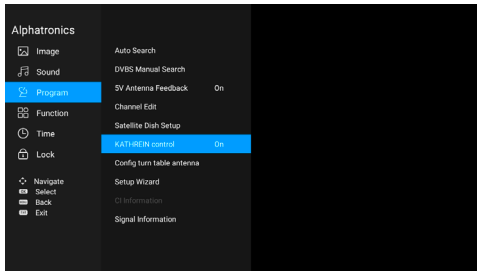 Alphatronics
Image
Sound
Program
Function
Time
Lock
Navigate
Select
Back
Exit
Auto Search
DVBS Manual Search
5V Antenna Feedback On
Channel Edit
Satellite Dish Setup
KATHREIN control On
Config turn table antenna
Setup Wizard
CI Information
Signal Information